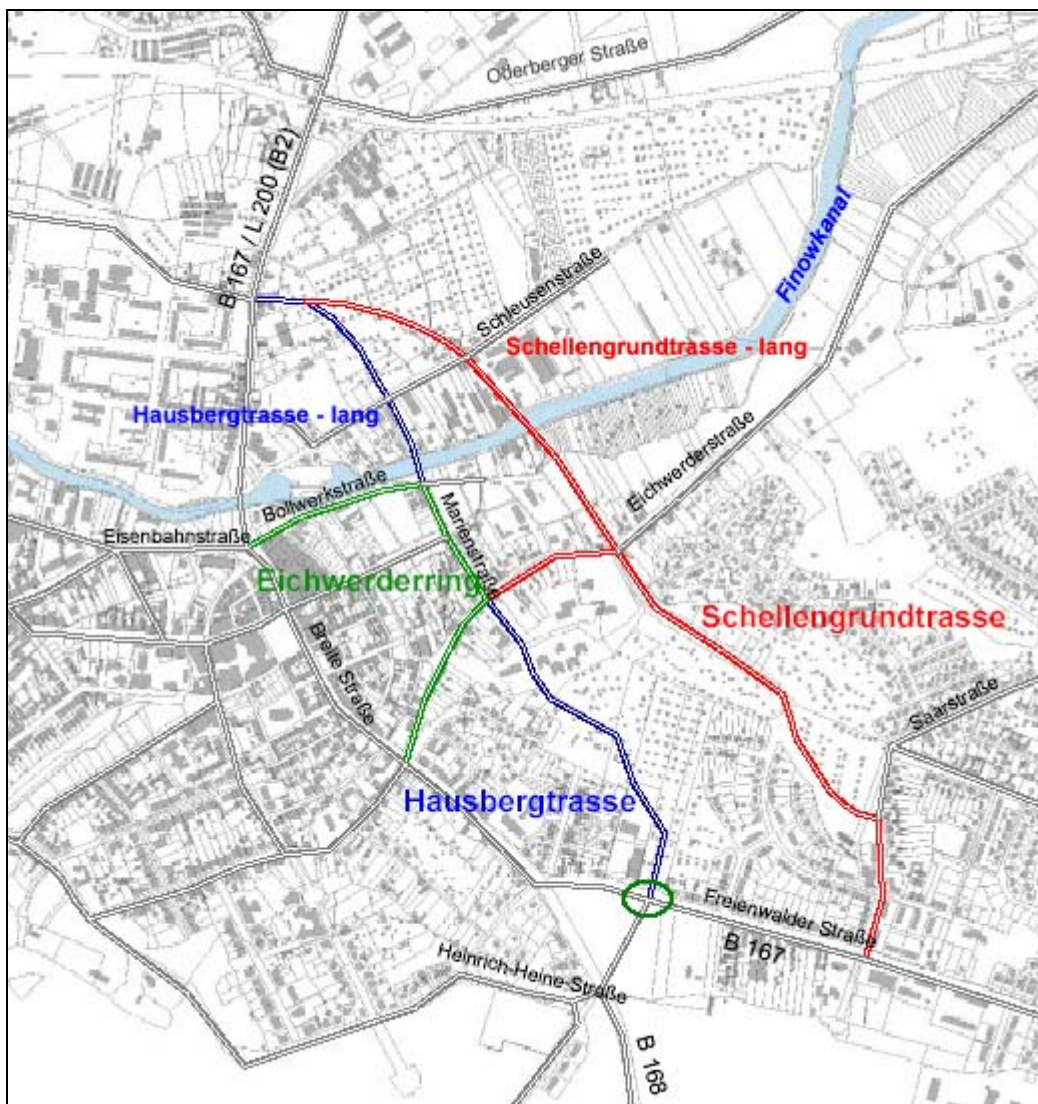 Oderberger Straße
B 167 / L 200 (B2)
Finowkanal
Schleusenstraße
Schellengrundtrasse - lang
Hausbergtrasse - lang
Eichwerderstraße
Bollwerkstraße
Marienstraße
Eisenbahnstraße
Eichwerderring
Schellengrundtrasse
Breite Straße
Saarstraße
Hausbergtrasse
Freienwalder Straße
B 167
Heinrich-Heine-Straße
B 168